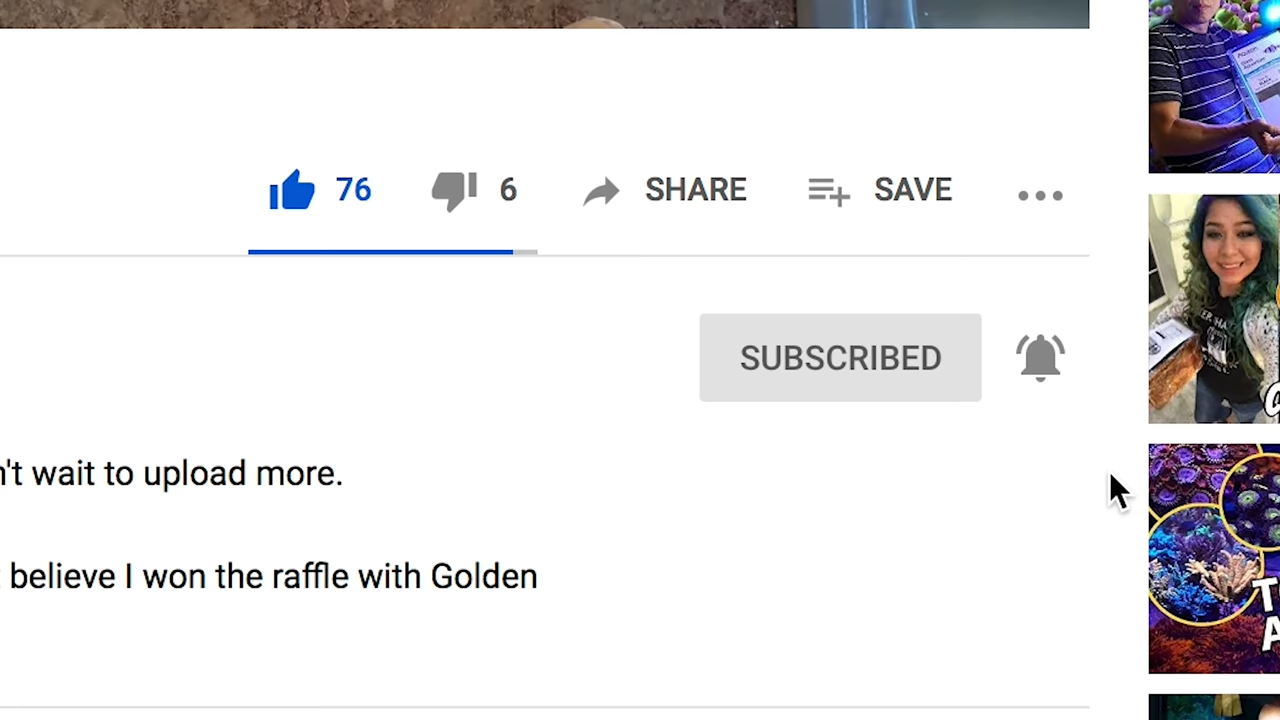 76 6 SHARE SAVE
SUBSCRIBED
n't wait to upload more.
believe I won the raffle with Golden